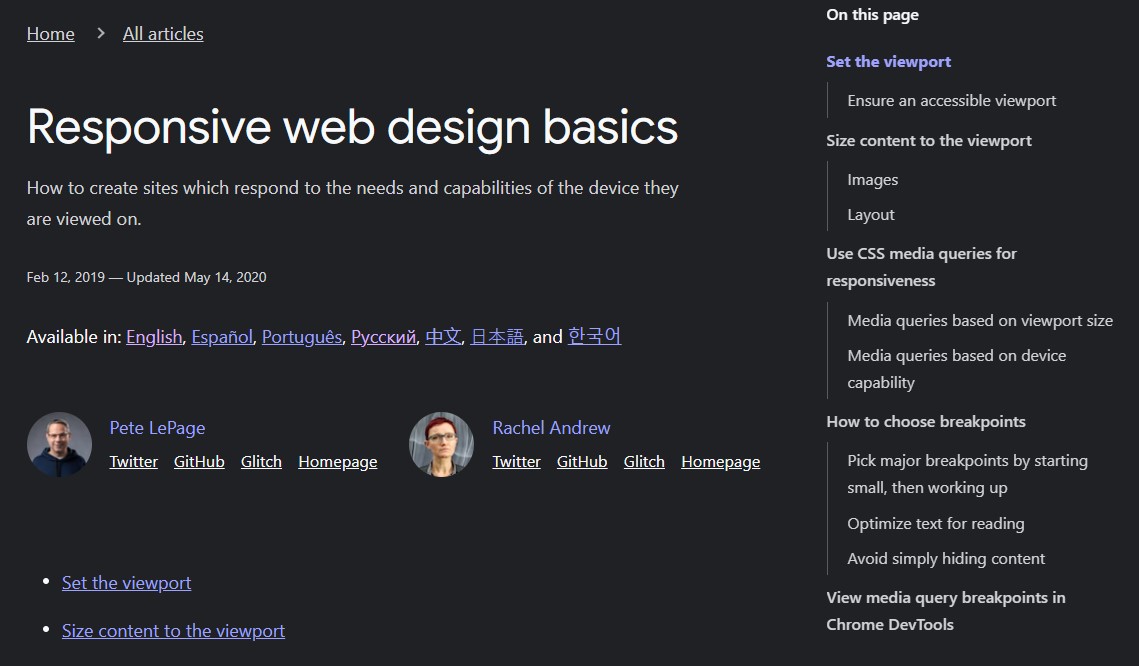 Home > All articles
Responsive web design basics
How to create sites which respond to the needs and capabilities of the device they
are viewed on.
Feb 12, 2019 — Updated May 14, 2020
Available in: English, Español, Português, Русский, 中文, 日本語, and 한국어
Pete LePage
Twitter GitHub Glitch Homepage
Rachel Andrew
Twitter GitHub Glitch Homepage
• Set the viewport
• Size content to the viewport
On this page
Set the viewport
Ensure an accessible viewport
Size content to the viewport
Images
Layout
Use CSS media queries for
responsiveness
Media queries based on viewport size
Media queries based on device
capability
How to choose breakpoints
Pick major breakpoints by starting
small, then working up
Optimize text for reading
Avoid simply hiding content
View media query breakpoints in
Chrome DevTools